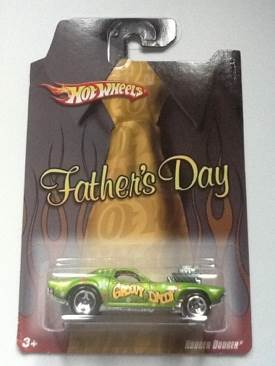 HOT WHEELS
Father's Day
GROOVY DADDY
3+
RODGER DODGER